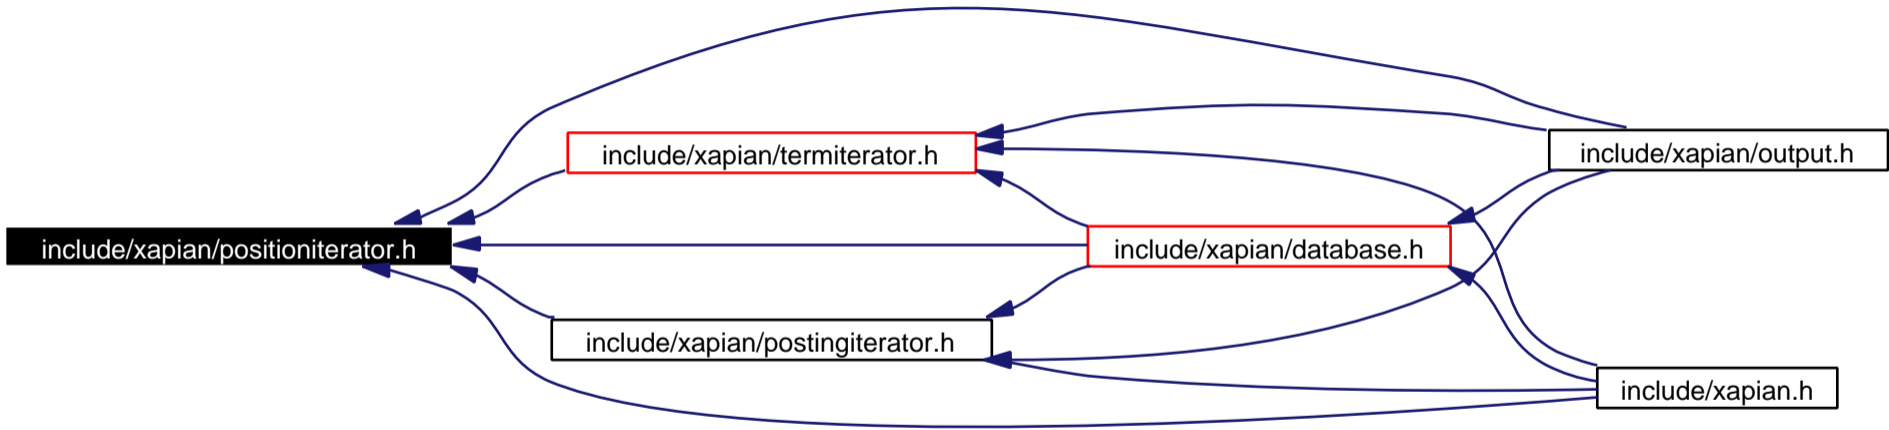 include/xapian/termiterator.h
include/xapian/output.h
include/xapian/positioniterator.h
include/xapian/database.h
include/xapian/postingiterator.h
include/xapian.h